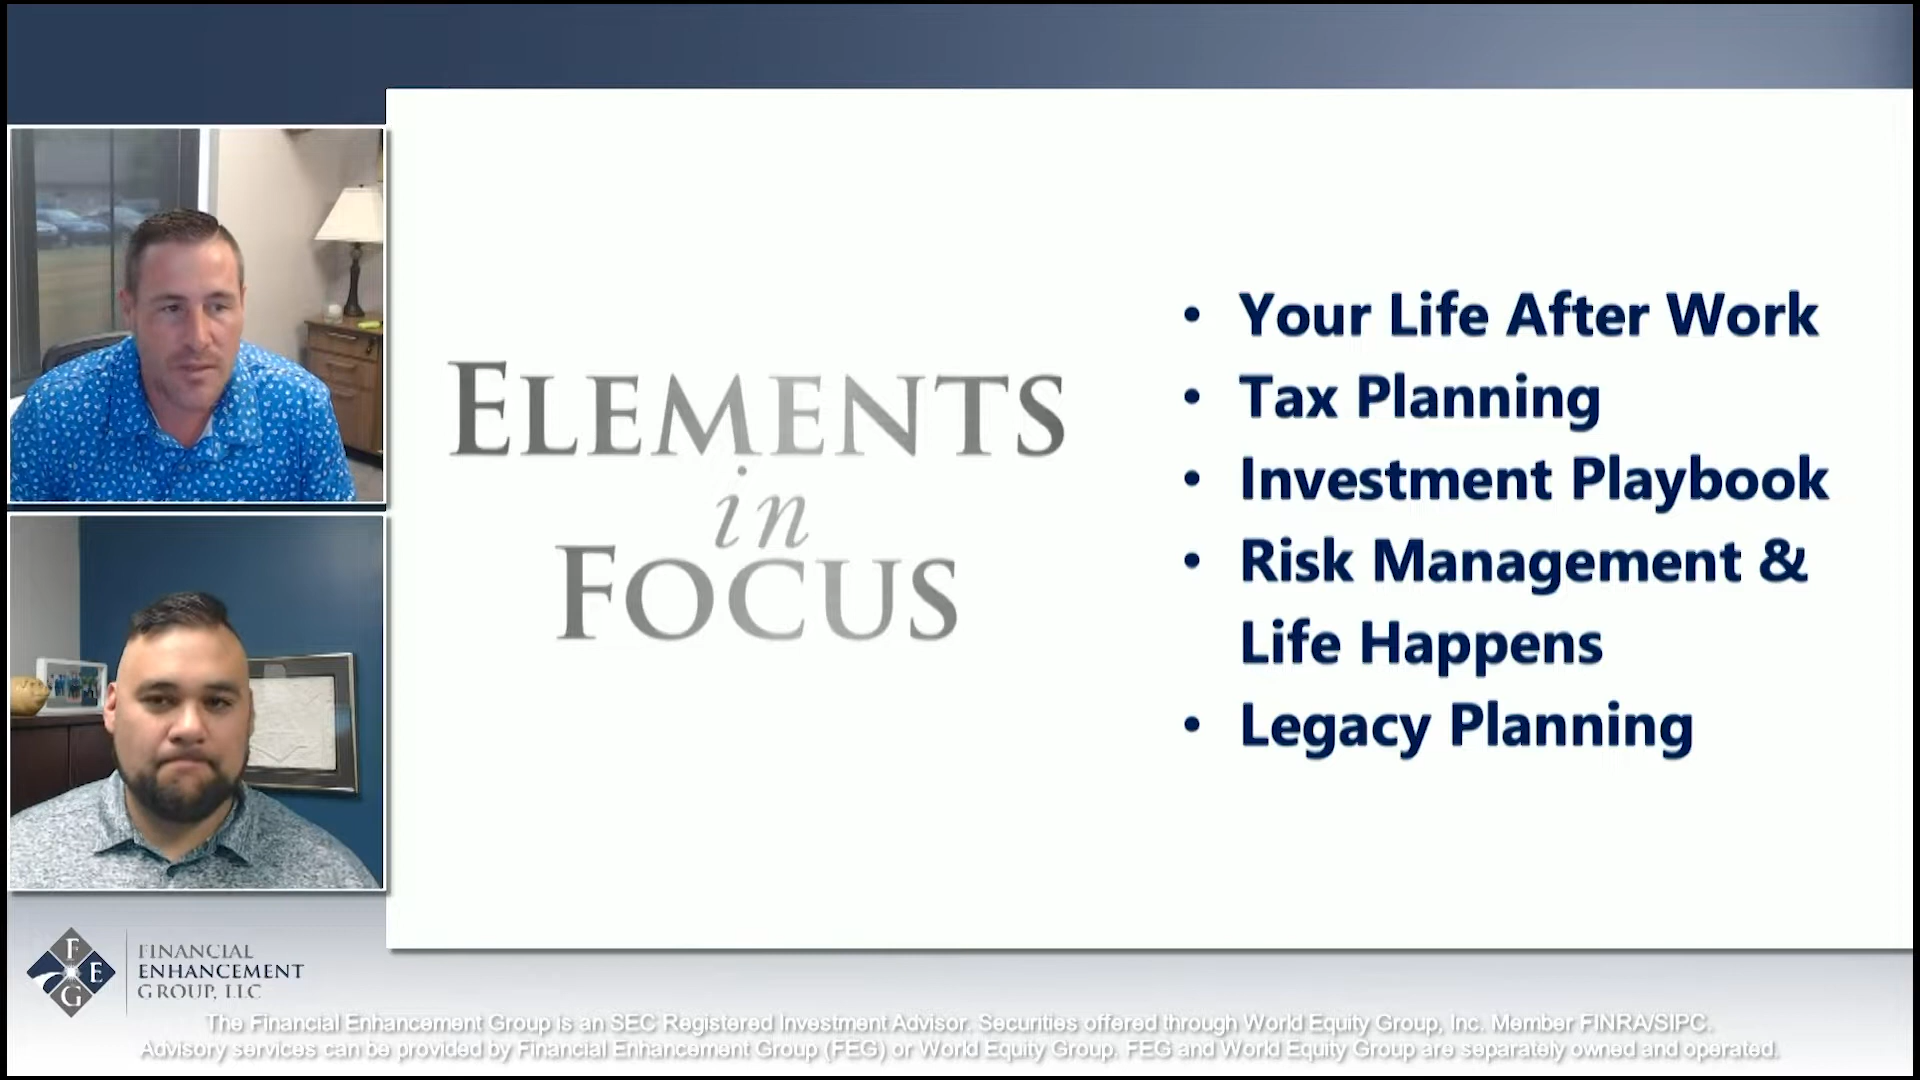 ELEMENTS
in
FOCUS
• Your Life After Work
• Tax Planning
• Investment Playbook
• Risk Management &
Life Happens
• Legacy Planning
F
E
G
FINANCIAL
ENHANCEMENT
GROUP, LLC
The Financial Enhancement Group is an SEC Registered Investment Advisor. Securities offered through World Equity Group, Inc. Member FINRA/SIPC.
Advisory services can be provided by Financial Enhancement Group (FEG) or World Equity Group. FEG and World Equity Group are separately owned and operated.